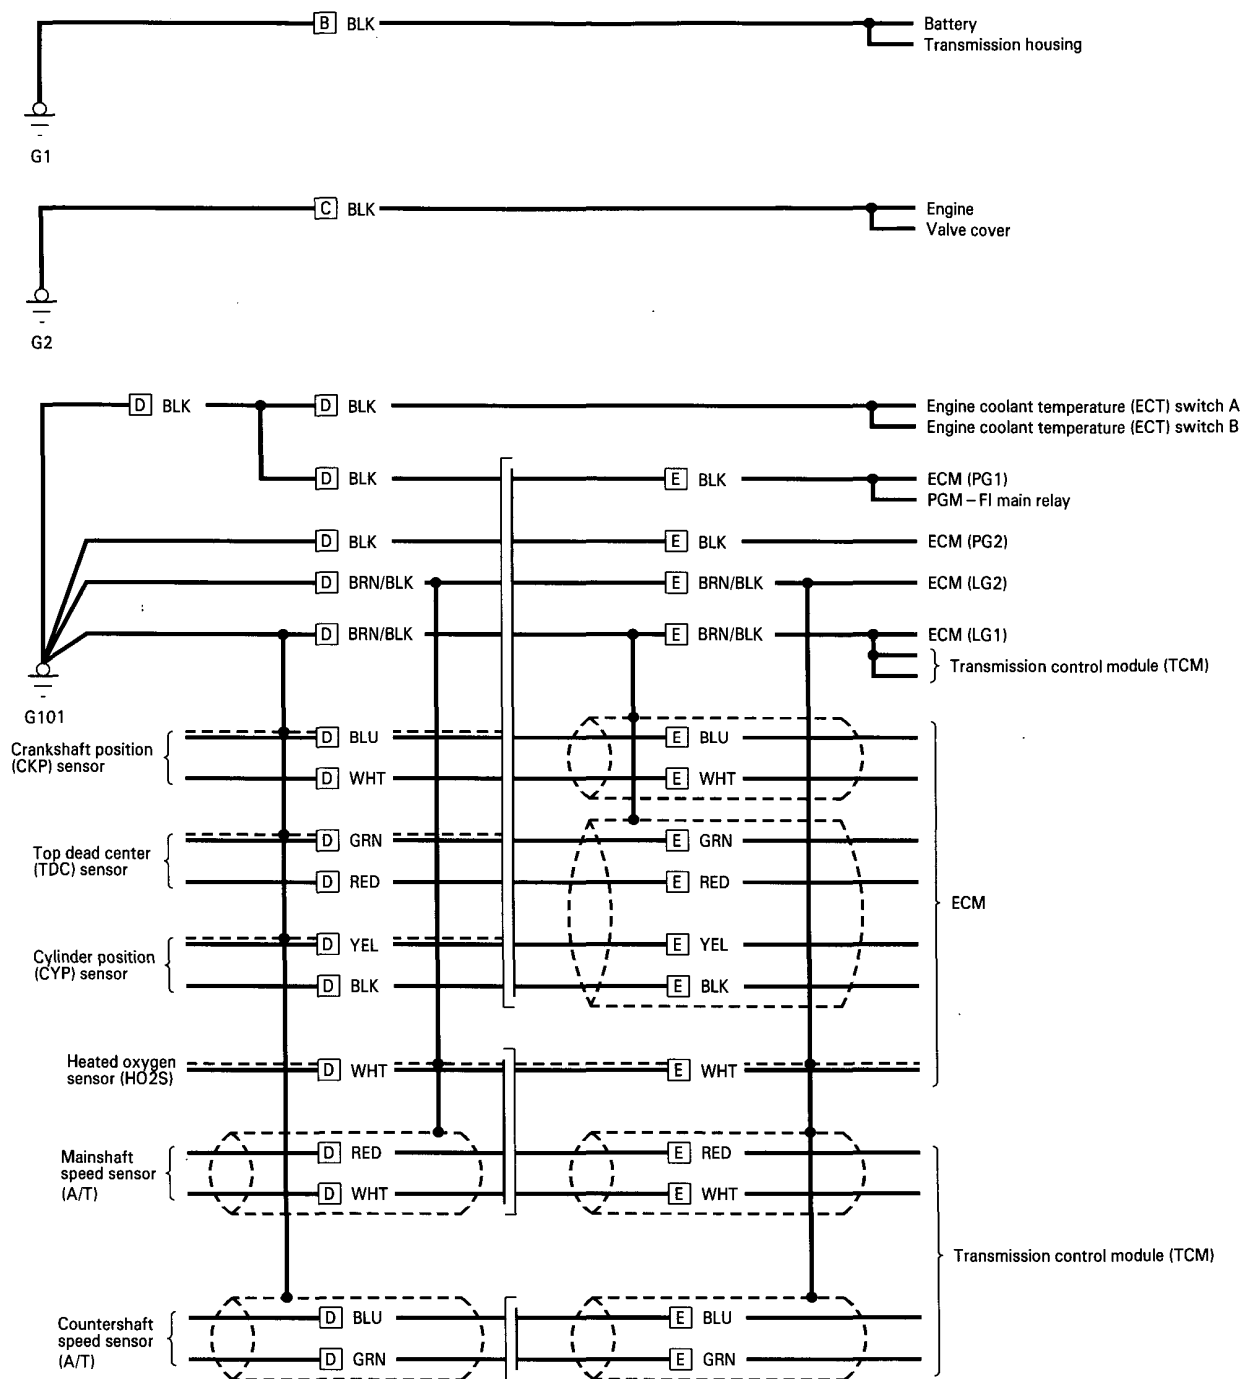 B BLK Battery
Transmission housing
G1
C BLK Engine
Valve cover
G2
D BLK D BLK Engine coolant temperature (ECT) switch A
Engine coolant temperature (ECT) switch B
D BLK E BLK ECM (PG1)
PGM – FI main relay
D BLK E BLK ECM (PG2)
D BRN/BLK E BRN/BLK ECM (LG2)
D BRN/BLK E BRN/BLK ECM (LG1)
Transmission control module (TCM)
G101
Crankshaft position
(CKP) sensor
D BLU E BLU
D WHT E WHT
Top dead center
(TDC) sensor
D GRN E GRN
D RED E RED
ECM
Cylinder position
(CYP) sensor
D YEL E YEL
D BLK E BLK
Heated oxygen
sensor (HO2S)
D WHT E WHT
Mainshaft
speed sensor
(A/T)
D RED E RED
D WHT E WHT
Transmission control module (TCM)
Countershaft
speed sensor
(A/T)
D BLU E BLU
D GRN E GRN